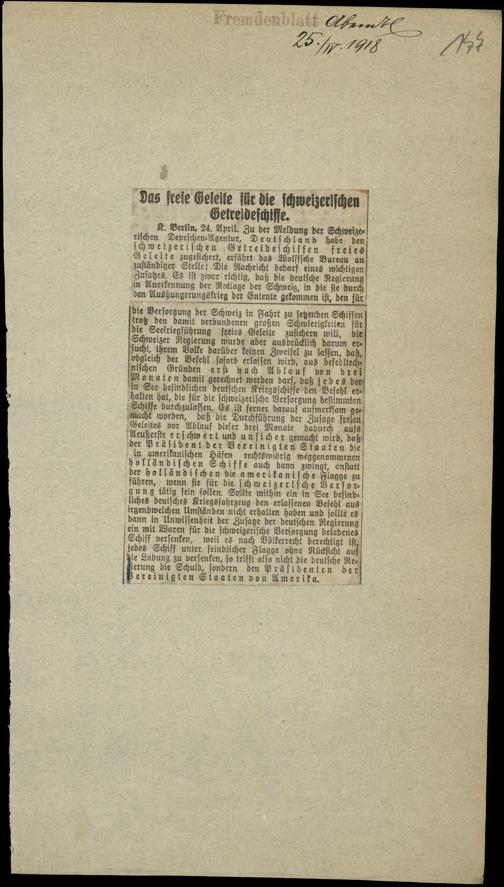 Fremdenblatt Abendbl
25./IV. 1918
Das freie Geleite für die schweizerischen
Getreideschiffe.
K. Berlin, 24. April. Zu der Meldung der Schweize-
rischen Depeschen-Agentur, Deutschland habe den
schweizerischen Getreideschiffen freies
Geleite zugesichert, erfährt das Wolffsche Bureau an
zuständiger Stelle: Die Nachricht bedarf eines wichtigen
Zusatzes. Es ist zwar richtig, daß die deutsche Regierung
in Anerkennung der Notlage der Schweiz, in die sie durch
den Aushungerungskrieg der Entente gekommen ist, den für
die Versorgung der Schweiz in Fahrt zu setzenden Schiffen
trotz den damit verbundenen großen Schwierigkeiten für
die Seekriegführung freies Geleite zusichern will, die
Schweizer Regierung wurde aber ausdrücklich darum er-
sucht, ihrem Volke darüber keinen Zweifel zu lassen, daß,
obgleich der Befehl sofort erlassen wird, aus befehltech-
nischen Gründen erst nach Ablauf von drei
Monaten damit gerechnet werden darf, daß jedes der
in See befindlichen deutschen Kriegsschiffe den Befehl er-
halten hat, die für die schweizerische Versorgung bestimmten
Schiffe durchzulassen. Es ist ferner darauf aufmerksam ge-
macht worden, daß die Durchführung der Zusage freien
Geleites vor Ablauf dieser drei Monate dadurch aufs
Aeußerste erschwert und unsicher gemacht wird, daß
der Präsident der Vereinigten Staaten die
in amerikanischen Häfen rechtswidrig weggenommenen
holländischen Schiffe auch dann zwingt, anstatt
der holländischen die amerikanische Flagge zu
führen, wenn sie für die schweizerische Versor-
gung tätig sein sollen. Sollte mithin ein in See befind-
liches deutsches Kriegsfahrzeug den erlassenen Befehl aus
irgendwelchen Umständen nicht erhalten haben und sollte es
dann in Unwissenheit der Zusage der deutschen Regierung
ein mit Waren für die schweizerische Versorgung beladenes
Schiff versenken, weil es nach Völkerrecht berechtigt ist,
jedes Schiff unter feindlicher Flagge ohne Rücksicht auf
die Ladung zu versenken, so trifft also nicht die deutsche Re-
gierung die Schuld, sondern den Präsidenten der
Vereinigten Staaten von Amerika.